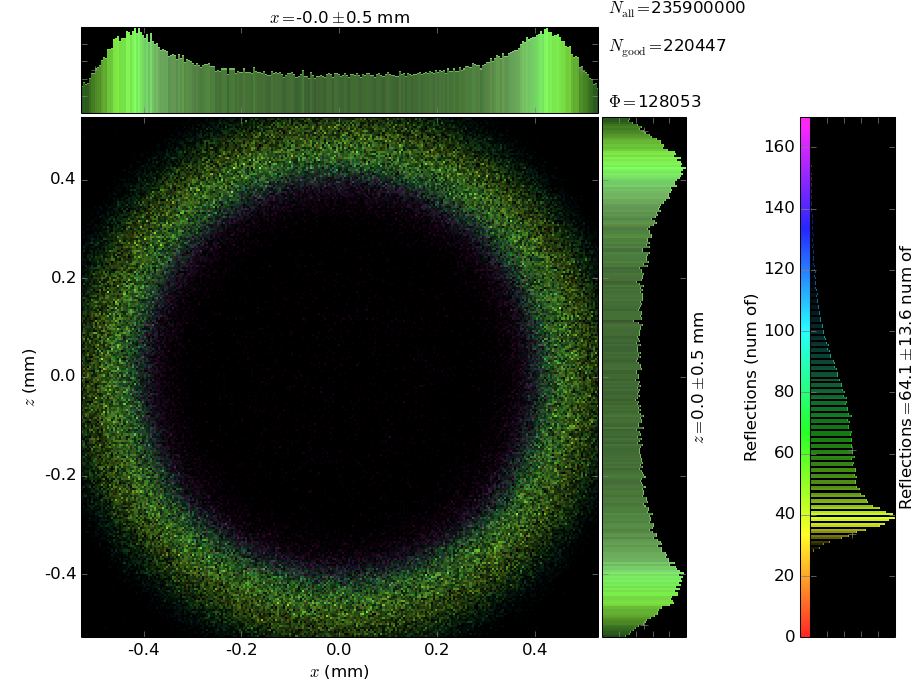 x=-0.0±0.5 mm
N_all=235900000
N_good=220447
Φ=128053
0.4
0.2
0.0
-0.2
-0.4
z (mm)
-0.4
-0.2
0.0
0.2
0.4
x (mm)
z=0.0±0.5 mm
160
140
120
100
80
60
40
20
0
Reflections (num of)
Reflections=64.1±13.6 num of